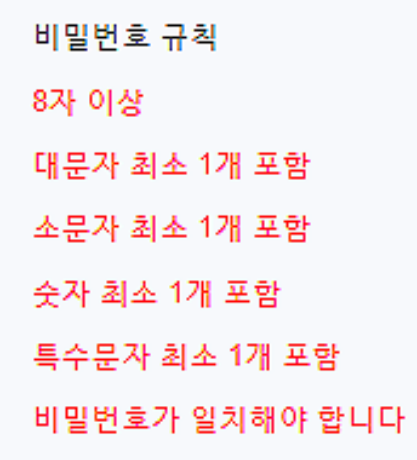 비밀번호 규칙
8자 이상
대문자 최소 1개 포함
소문자 최소 1개 포함
숫자 최소 1개 포함
특수문자 최소 1개 포함
비밀번호가 일치해야 합니다